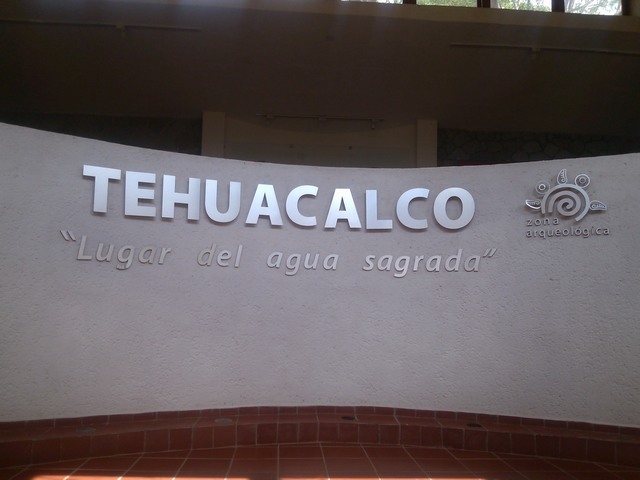 TEHUACALCO
"Lugar del agua sagrada"
zona
arqueológica